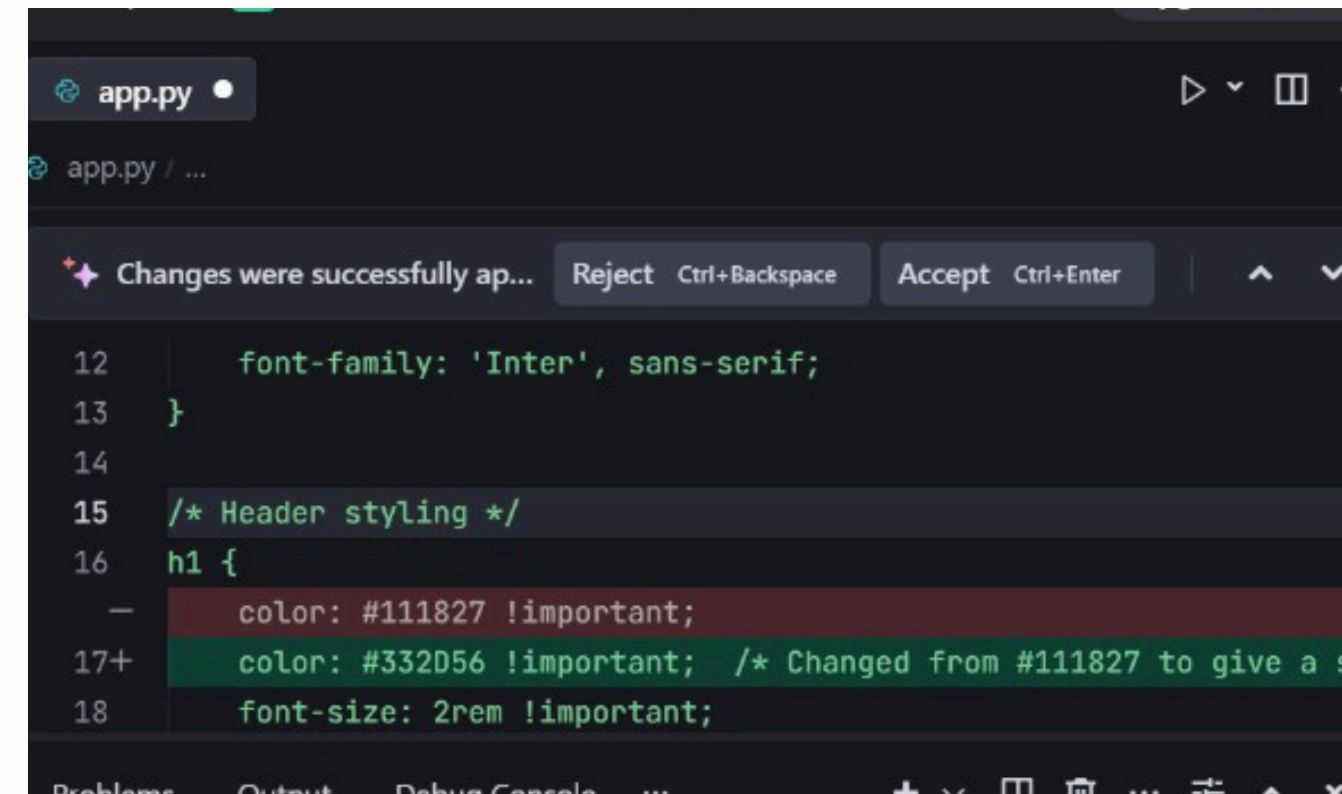 app.py
app.py / ...
Changes were successfully ap... Reject Ctrl+Backspace Accept Ctrl+Enter
12 font-family: 'Inter', sans-serif;
13 }
14
15 /* Header styling */
16 h1 {
— color: #111827 !important;
17+ color: #332D56 !important; /* Changed from #111827 to give a
18 font-size: 2rem !important;
Problems Output Debug Console ...